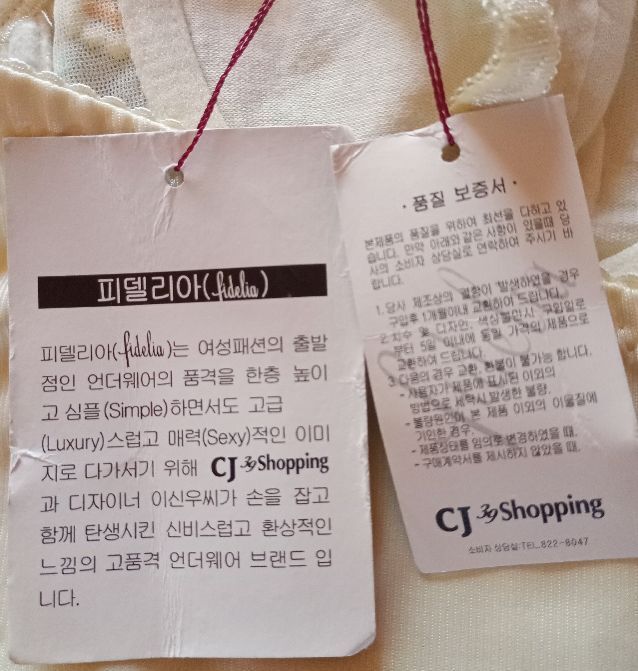 피델리아(fidelia)
피델리아(fidelia)는 여성패션의 출발
점인 언더웨어의 품격을 한층 높이
고 심플(Simple)하면서도 고급
(Luxury)스럽고 매력(Sexy)적인 이미
지로 다가서기 위해 CJ39Shopping
과 디자이너 이신우씨가 손을 잡고
함께 탄생시킨 신비스럽고 환상적인
느낌의 고품격 언더웨어 브랜드 입
니다.
·품질 보증서·
본제품의 품질을 위하여 최선을 다하고 있
습니다. 만약 아래와 같은 사항이 있을때 당
사의 소비자 상담실로 연락하여 주시기 바
랍니다.
1. 당사 제조상의 결함이 발생하였을 경우
구입후 1개월이내 교환하여 드립니다.
2. 치수 및 디자인, 색상 불만시 구입일로
부터 5일 이내에 동일 가격의 제품으로
교환하여 드립니다.
3. 다음의 경우 교환, 환불이 불가능 합니다.
- 사용자가 제품에 표시된 이외의
방법으로 세탁시 발생한 불량.
- 불량원인이 본 제품 이외의 이물질에
기인한 경우.
- 제품상태를 임의로 변경하였을 때.
- 구매계약서를 제시하지 않았을 때.
CJ39Shopping
소비자 상담실:TEL.822-8047